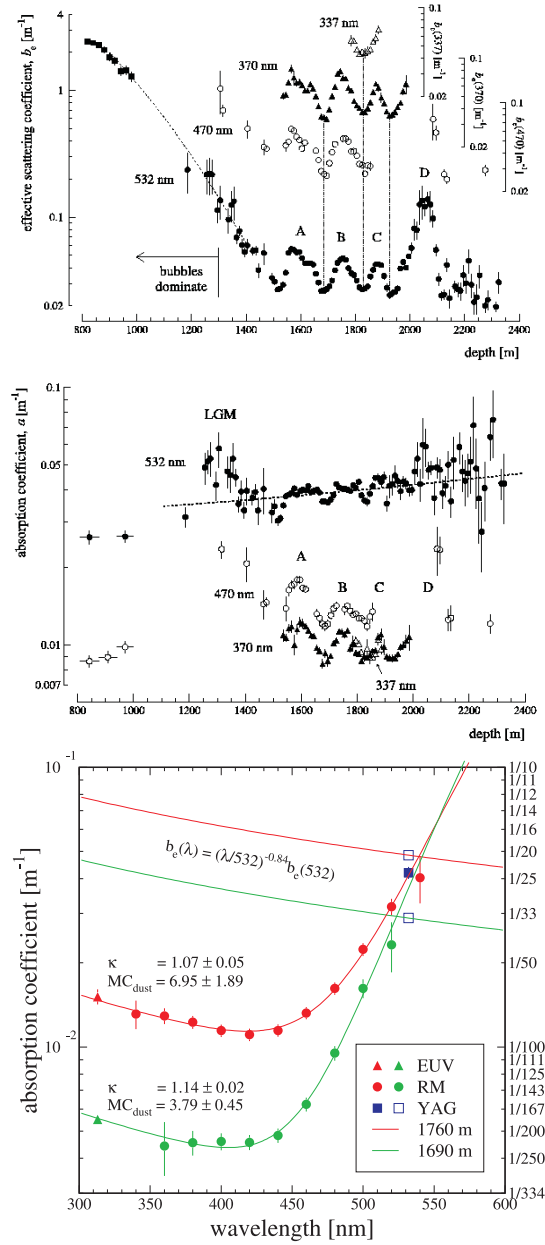 4
1
0.1
0.02
effective scattering coefficient, b_e [m⁻¹]
337 nm
370 nm
470 nm
532 nm
0.1
0.02
b_e(337) [m⁻¹]
0.1
0.02
b_e(370) [m⁻¹]
0.1
0.02
b_e(470) [m⁻¹]
A
B
C
D
bubbles
dominate
800 1000 1200 1400 1600 1800 2000 2200 2400
depth [m]
0.1
0.05
0.01
0.007
absorption coefficient, a [m⁻¹]
LGM
532 nm
470 nm
370 nm
337 nm
A
B
C
D
800 1000 1200 1400 1600 1800 2000 2200 2400
depth [m]
10⁻¹
10⁻²
absorption coefficient [m⁻¹]
b_e(λ) = (λ/532)^-0.84 b_e(532)
κ = 1.07 ± 0.05
MC_dust = 6.95 ± 1.89
κ = 1.14 ± 0.02
MC_dust = 3.79 ± 0.45
EUV
RM
YAG
1760 m
1690 m
1/10
1/11
1/12
1/14
1/16
1/20
1/25
1/33
1/50
1/100
1/111
1/125
1/143
1/167
1/200
1/250
1/334
300 350 400 450 500 550 600
wavelength [nm]